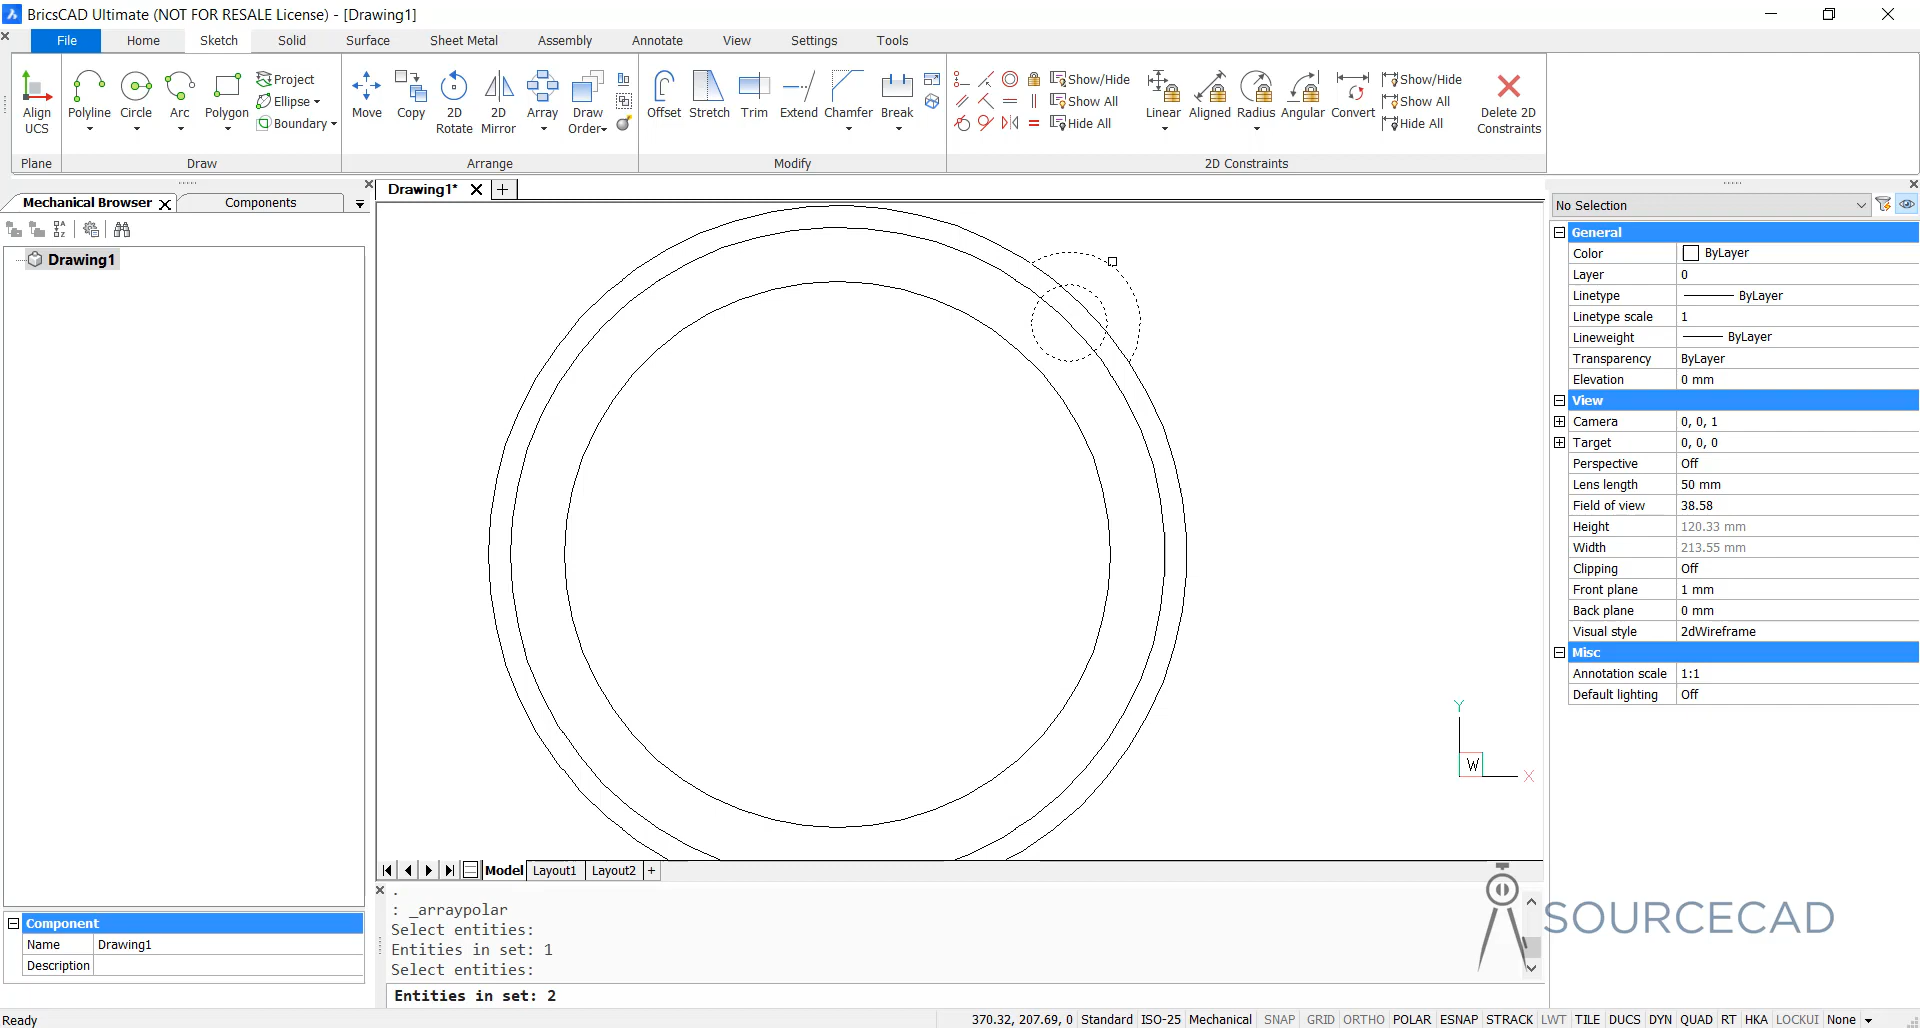 BricsCAD Ultimate (NOT FOR RESALE License) - [Drawing1]
File Home Sketch Solid Surface Sheet Metal Assembly Annotate View Settings Tools
Align UCS
Plane
Polyline Circle Arc Polygon
Project
Ellipse
Boundary
Draw
Move Copy 2D Rotate 2D Mirror Array Draw Order
Arrange
Offset Stretch Trim Extend Chamfer Break
Modify
Show/Hide
Show All
Hide All
Linear Aligned Radius Angular Convert
Show/Hide
Show All
Hide All
Delete 2D Constraints
2D Constraints
Mechanical Browser Components
Drawing1
Component
Name Drawing1
Description
Drawing1*
Y
W
X
Model Layout1 Layout2 +
:
: _arraypolar
Select entities:
Entities in set: 1
Select entities:
Entities in set: 2
No Selection
General
Color ByLayer
Layer 0
Linetype ByLayer
Linetype scale 1
Lineweight ByLayer
Transparency ByLayer
Elevation 0 mm
View
Camera 0, 0, 1
Target 0, 0, 0
Perspective Off
Lens length 50 mm
Field of view 38.58
Height 120.33 mm
Width 213.55 mm
Clipping Off
Front plane 1 mm
Back plane 0 mm
Visual style 2dWireframe
Misc
Annotation scale 1:1
Default lighting Off
SOURCECAD
Ready 370.32, 207.69, 0 Standard ISO-25 Mechanical SNAP GRID ORTHO POLAR ESNAP STRACK LWT TILE DUCS DYN QUAD RT HKA LOCKUI None